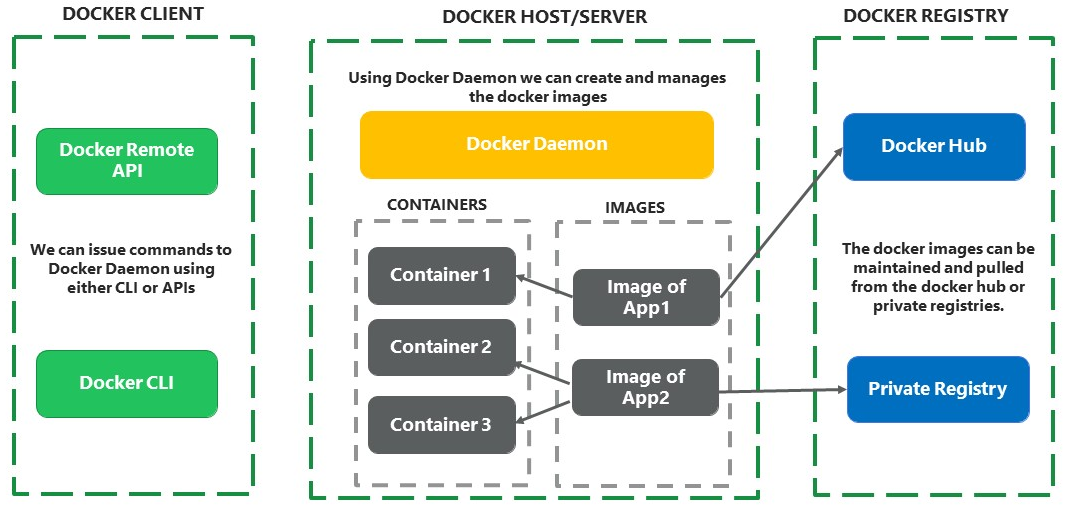 DOCKER CLIENT
Docker Remote
API
We can issue commands to
Docker Daemon using
either CLI or APIs
Docker CLI
DOCKER HOST/SERVER
Using Docker Daemon we can create and manages
the docker images
Docker Daemon
CONTAINERS
Container 1
Container 2
Container 3
IMAGES
Image of
App1
Image of
App2
DOCKER REGISTRY
Docker Hub
The docker images can be
maintained and pulled
from the docker hub or
private registries.
Private Registry